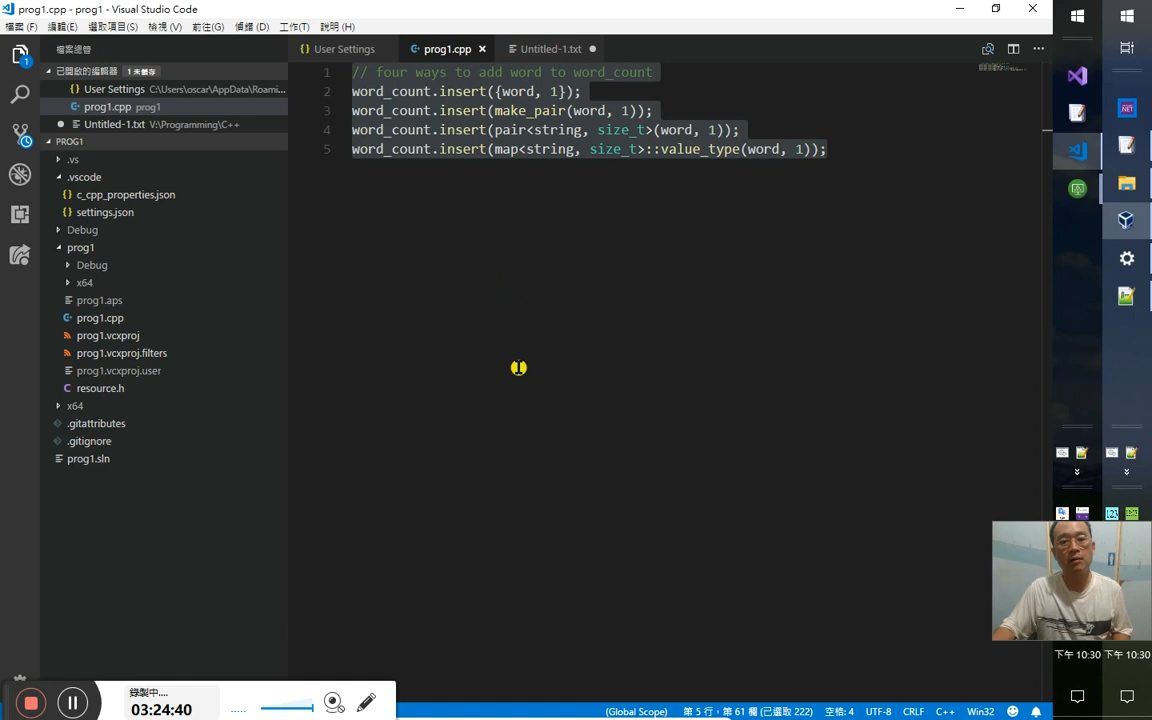 prog1.cpp - prog1 - Visual Studio Code
檔案 (F) 編輯(E) 選取項目(S) 檢視 (V) 前往(G) 偵錯 (D) 工作(T) 說明 (H)
檔案總管
User Settings
prog1.cpp
Untitled-1.txt
已開啟的編輯器 1 未儲存
User Settings C:\Users\oscar\AppData\Roami...
prog1.cpp prog1
Untitled-1.txt V:\Programming\C++
PROG1
.vs
.vscode
c_cpp_properties.json
settings.json
Debug
prog1
Debug
x64
prog1.aps
prog1.cpp
prog1.vcxproj
prog1.vcxproj.filters
prog1.vcxproj.user
resource.h
x64
.gitattributes
.gitignore
prog1.sln
1 // four ways to add word to word_count
2 word_count.insert({word, 1});
3 word_count.insert(make_pair(word, 1));
4 word_count.insert(pair<string, size_t>(word, 1));
5 word_count.insert(map<string, size_t>::value_type(word, 1));
.NET
下午 10:30 下午 10:30
錄製中....
03:24:40
(Global Scope) 第 5 行，第 61 欄 (已選取 222) 空格: 4 UTF-8 CRLF C++ Win32